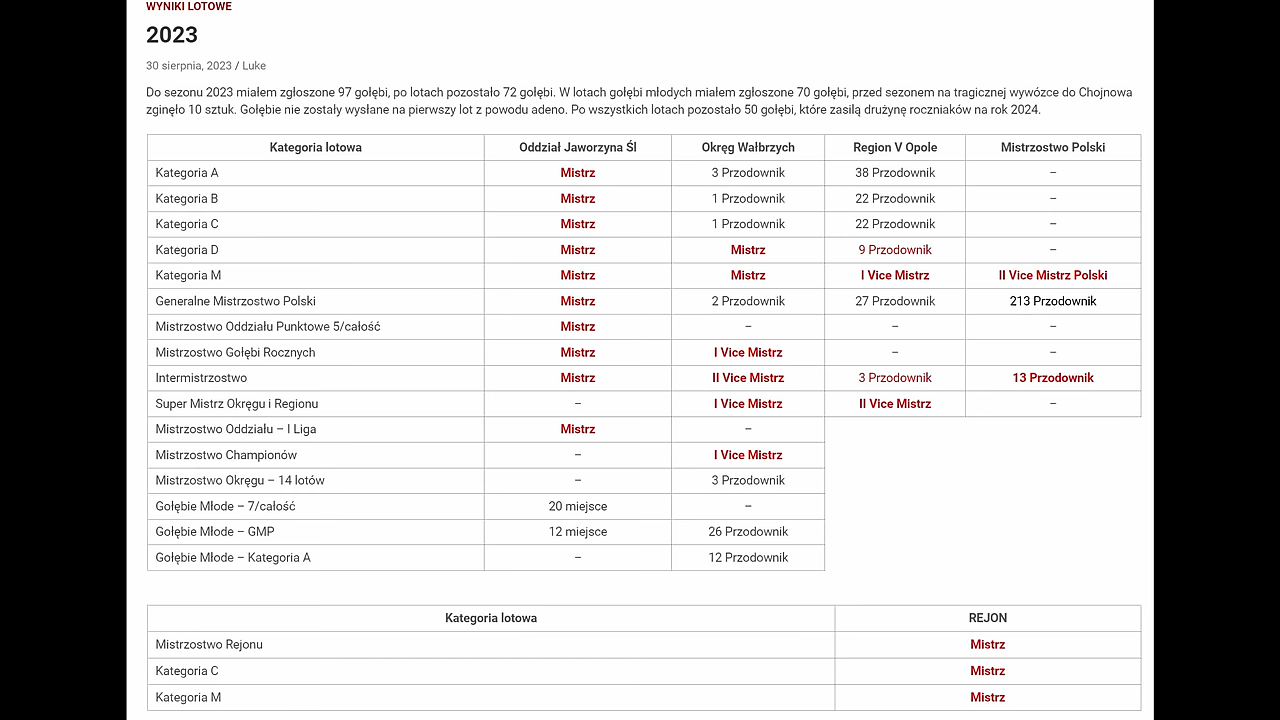 WYNIKI LOTOWE
2023
30 sierpnia, 2023 / Luke
Do sezonu 2023 miałem zgłoszone 97 gołębi, po lotach pozostało 72 gołębi. W lotach gołębi młodych miałem zgłoszone 70 gołębi, przed sezonem na tragicznej wywózce do Chojnowa
zginęło 10 sztuk. Gołębie nie zostały wysłane na pierwszy lot z powodu adeno. Po wszystkich lotach pozostało 50 gołębi, które zasilą drużynę roczniaków na rok 2024.
Kategoria lotowa Oddział Jaworzyna Śl Okręg Wałbrzych Region V Opole Mistrzostwo Polski
Kategoria A Mistrz 3 Przodownik 38 Przodownik –
Kategoria B Mistrz 1 Przodownik 22 Przodownik –
Kategoria C Mistrz 1 Przodownik 22 Przodownik –
Kategoria D Mistrz Mistrz 9 Przodownik –
Kategoria M Mistrz Mistrz I Vice Mistrz II Vice Mistrz Polski
Generalne Mistrzostwo Polski Mistrz 2 Przodownik 27 Przodownik 213 Przodownik
Mistrzostwo Oddziału Punktowe 5/całość Mistrz – – –
Mistrzostwo Gołębi Rocznych Mistrz I Vice Mistrz – –
Intermistrzostwo Mistrz II Vice Mistrz 3 Przodownik 13 Przodownik
Super Mistrz Okręgu i Regionu – I Vice Mistrz II Vice Mistrz –
Mistrzostwo Oddziału – I Liga Mistrz –
Mistrzostwo Championów – I Vice Mistrz
Mistrzostwo Okręgu – 14 lotów – 3 Przodownik
Gołębie Młode – 7/całość 20 miejsce –
Gołębie Młode – GMP 12 miejsce 26 Przodownik
Gołębie Młode – Kategoria A – 12 Przodownik
Kategoria lotowa REJON
Mistrzostwo Rejonu Mistrz
Kategoria C Mistrz
Kategoria M Mistrz